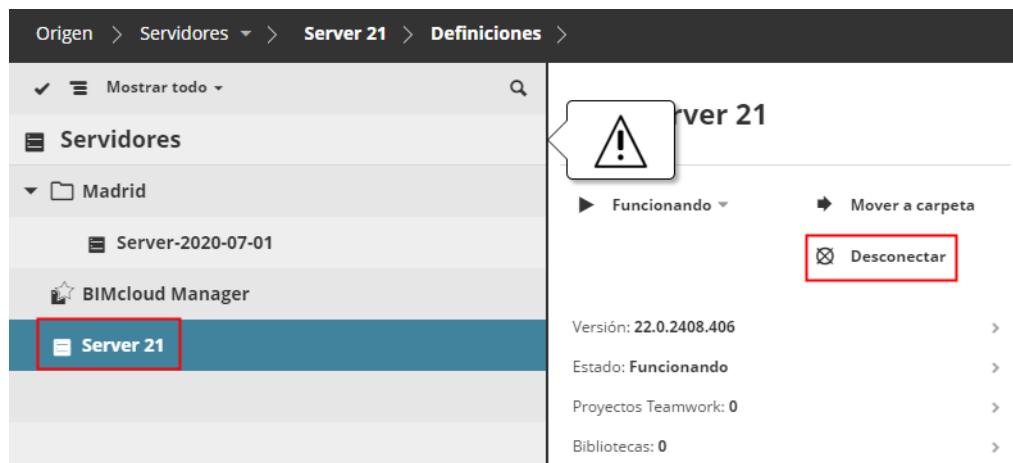 Origen > Servidores > Server 21 > Definiciones >
Mostrar todo
Servidores
Madrid
Server-2020-07-01
BIMcloud Manager
Server 21
rver 21
Funcionando
Mover a carpeta
Desconectar
Versión: 22.0.2408.406
Estado: Funcionando
Proyectos Teamwork: 0
Bibliotecas: 0